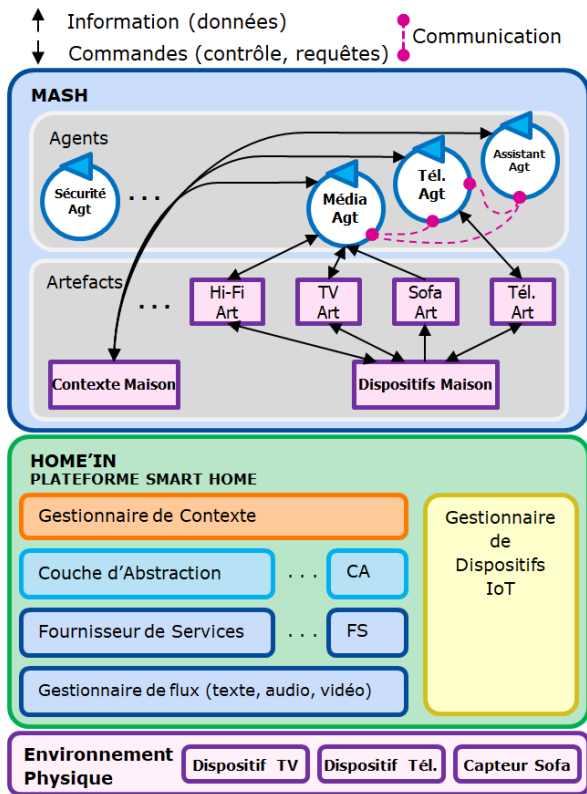 Information (données)
Commandes (contrôle, requêtes)
Communication
MASH
Agents
Sécurité
Agt
. . .
Média
Agt
Tél.
Agt
Assistant
Agt
Artefacts
. . .
Hi-Fi
Art
TV
Art
Sofa
Art
Tél.
Art
Contexte Maison
Dispositifs Maison
HOME'IN
PLATEFORME SMART HOME
Gestionnaire de Contexte
Couche d'Abstraction
. . .
CA
Fournisseur de Services
. . .
FS
Gestionnaire de flux (texte, audio, vidéo)
Gestionnaire
de
Dispositifs
IoT
Environnement
Physique
Dispositif TV
Dispositif Tél.
Capteur Sofa